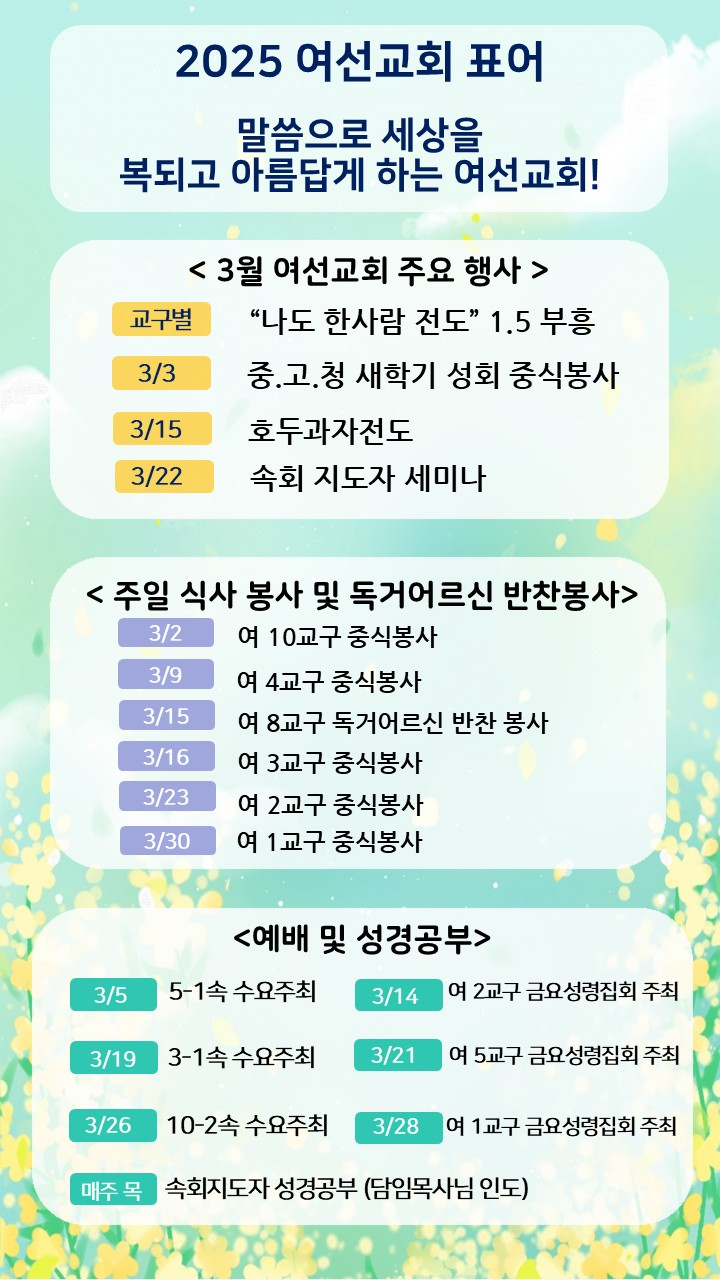 2025 여선교회 표어
말씀으로 세상을
복되고 아름답게 하는 여선교회!
< 3월 여선교회 주요 행사 >
교구별 “나도 한사람 전도” 1.5 부흥
3/3 중.고.청 새학기 성회 중식봉사
3/15 호두과자전도
3/22 속회 지도자 세미나
< 주일 식사 봉사 및 독거어르신 반찬봉사>
3/2 여 10교구 중식봉사
3/9 여 4교구 중식봉사
3/15 여 8교구 독거어르신 반찬 봉사
3/16 여 3교구 중식봉사
3/23 여 2교구 중식봉사
3/30 여 1교구 중식봉사
<예배 및 성경공부>
3/5 5-1속 수요주최 3/14 여 2교구 금요성령집회 주최
3/19 3-1속 수요주최 3/21 여 5교구 금요성령집회 주최
3/26 10-2속 수요주최 3/28 여 1교구 금요성령집회 주최
매주 목 속회지도자 성경공부 (담임목사님 인도)